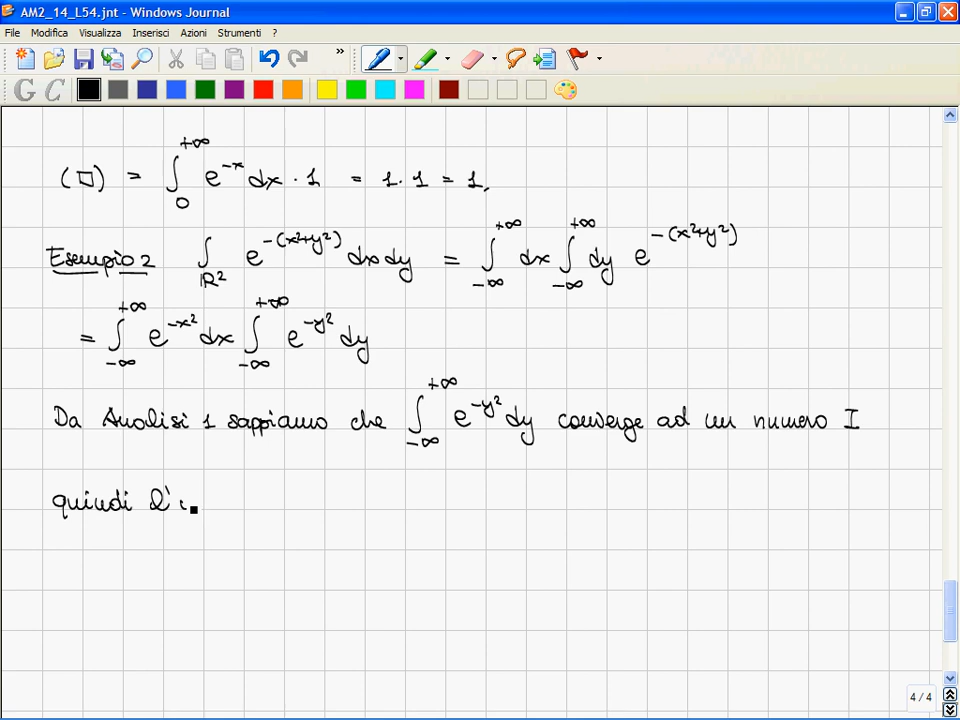 AM2_14_L54.jnt - Windows Journal
File Modifica Visualizza Inserisci Azioni Strumenti ?
G C
(□) = ∫₀^{+∞} e^{-x} dx · 1 = 1·1 = 1.
Esempio 2 ∫_{ℝ²} e^{-(x²+y²)} dx dy = ∫_{-∞}^{+∞} dx ∫_{-∞}^{+∞} dy e^{-(x²+y²)}
= ∫_{-∞}^{+∞} e^{-x²} dx ∫_{-∞}^{+∞} e^{-y²} dy
Da Analisi 1 sappiamo che ∫_{-∞}^{+∞} e^{-y²} dy converge ad un numero I
quindi l'i
4 / 4